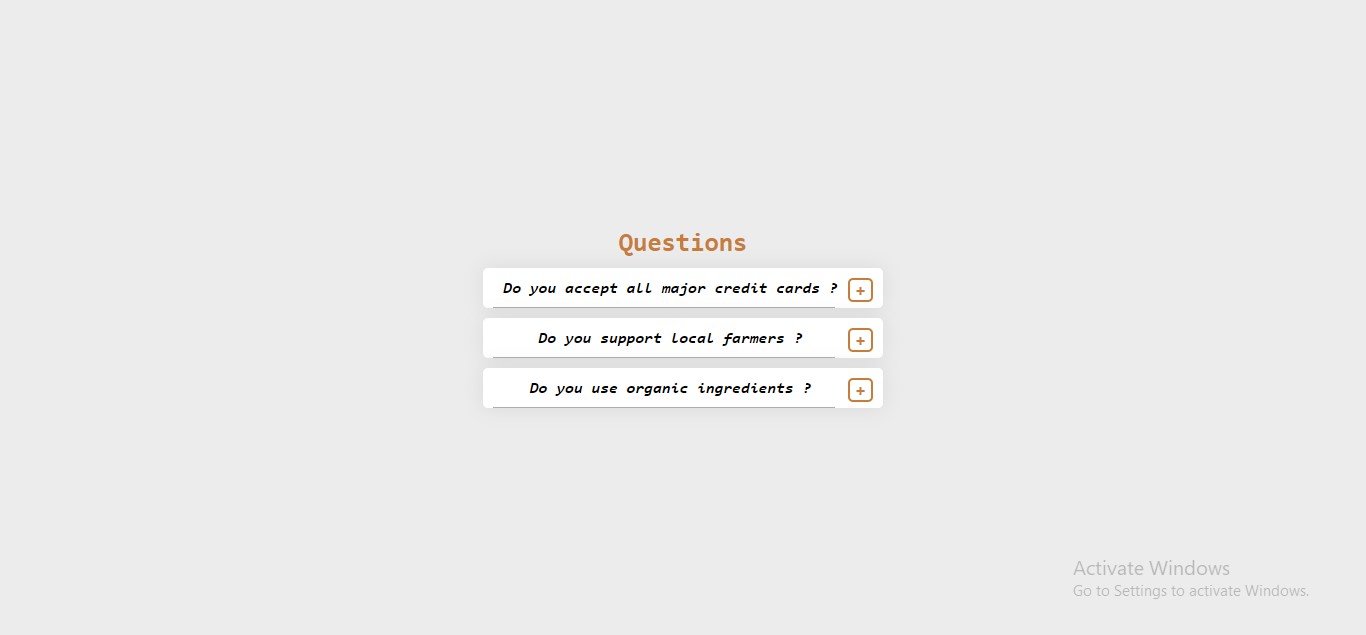 Questions
Do you accept all major credit cards ? +
Do you support local farmers ? +
Do you use organic ingredients ? +
Activate Windows
Go to Settings to activate Windows.